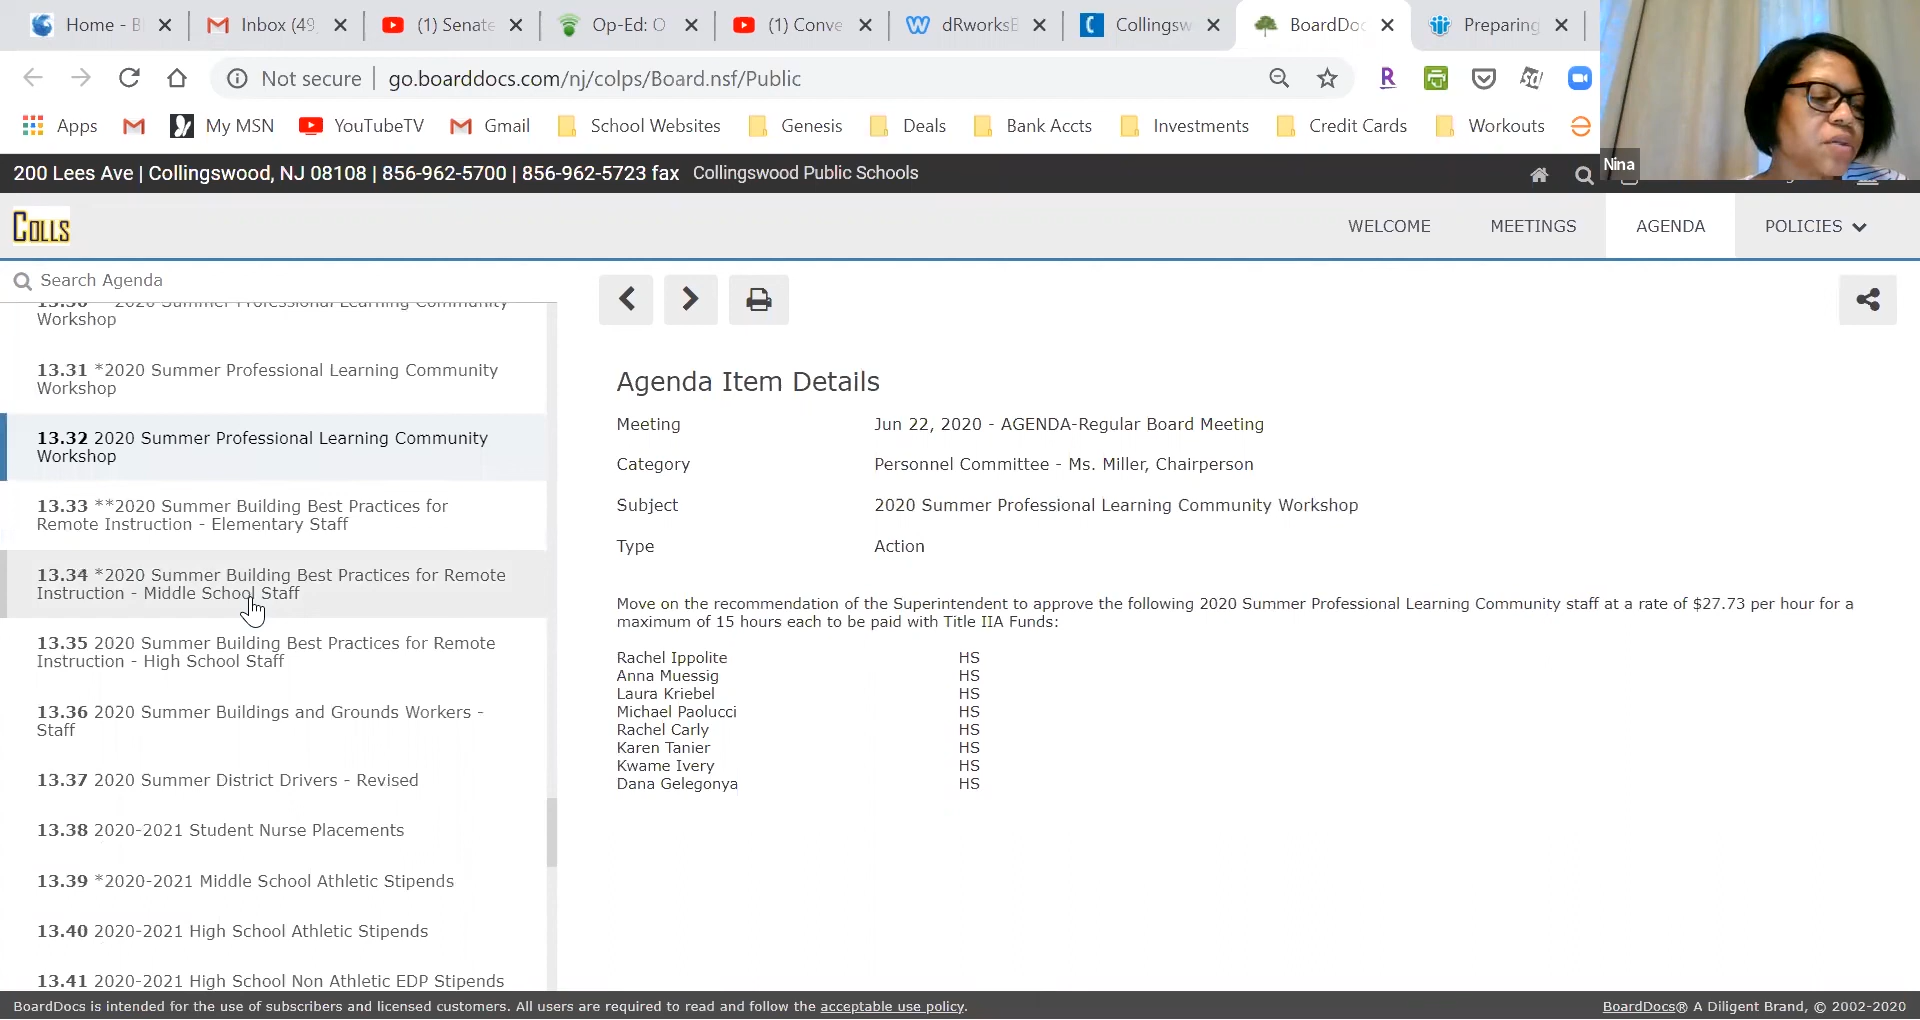 Home - B
Inbox (49
(1) Senate
Op-Ed: O
(1) Conve
dRworksB
Collingsw
BoardDoc
Preparing
Not secure
go.boarddocs.com/nj/colps/Board.nsf/Public
Apps
My MSN
YouTubeTV
Gmail
School Websites
Genesis
Deals
Bank Accts
Investments
Credit Cards
Workouts
Nina
200 Lees Ave | Collingswood, NJ 08108 | 856-962-5700 | 856-962-5723 fax Collingswood Public Schools
COLLS
WELCOME
MEETINGS
AGENDA
POLICIES
Search Agenda
13.30 2020 Summer Professional Learning Community
Workshop
13.31 *2020 Summer Professional Learning Community
Workshop
13.32 2020 Summer Professional Learning Community
Workshop
13.33 **2020 Summer Building Best Practices for
Remote Instruction - Elementary Staff
13.34 *2020 Summer Building Best Practices for Remote
Instruction - Middle School Staff
13.35 2020 Summer Building Best Practices for Remote
Instruction - High School Staff
13.36 2020 Summer Buildings and Grounds Workers -
Staff
13.37 2020 Summer District Drivers - Revised
13.38 2020-2021 Student Nurse Placements
13.39 *2020-2021 Middle School Athletic Stipends
13.40 2020-2021 High School Athletic Stipends
13.41 2020-2021 High School Non Athletic EDP Stipends
Agenda Item Details
Meeting Jun 22, 2020 - AGENDA-Regular Board Meeting
Category Personnel Committee - Ms. Miller, Chairperson
Subject 2020 Summer Professional Learning Community Workshop
Type Action
Move on the recommendation of the Superintendent to approve the following 2020 Summer Professional Learning Community staff at a rate of $27.73 per hour for a
maximum of 15 hours each to be paid with Title IIA Funds:
Rachel Ippolite HS
Anna Muessig HS
Laura Kriebel HS
Michael Paolucci HS
Rachel Carly HS
Karen Tanier HS
Kwame Ivery HS
Dana Gelegonya HS
BoardDocs is intended for the use of subscribers and licensed customers. All users are required to read and follow the acceptable use policy.
BoardDocs® A Diligent Brand, © 2002-2020